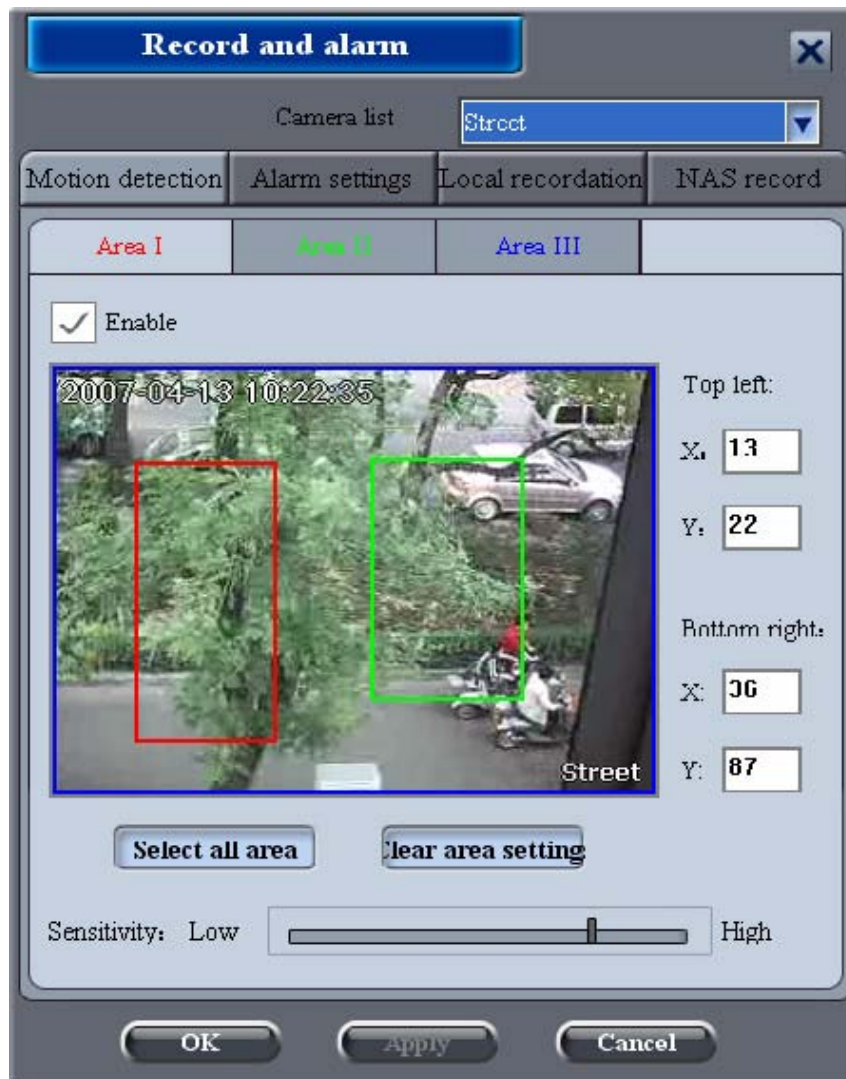 Record and alarm
Camera list
Street
Motion detection
Alarm settings
Local recordation
NAS record
Area I
Area II
Area III
Enable
2007-04-13 10:22:35
Street
Top left:
X: 13
Y: 22
Bottom right:
X: 36
Y: 87
Select all area
Clear area setting
Sensitivity: Low
High
OK
Apply
Cancel